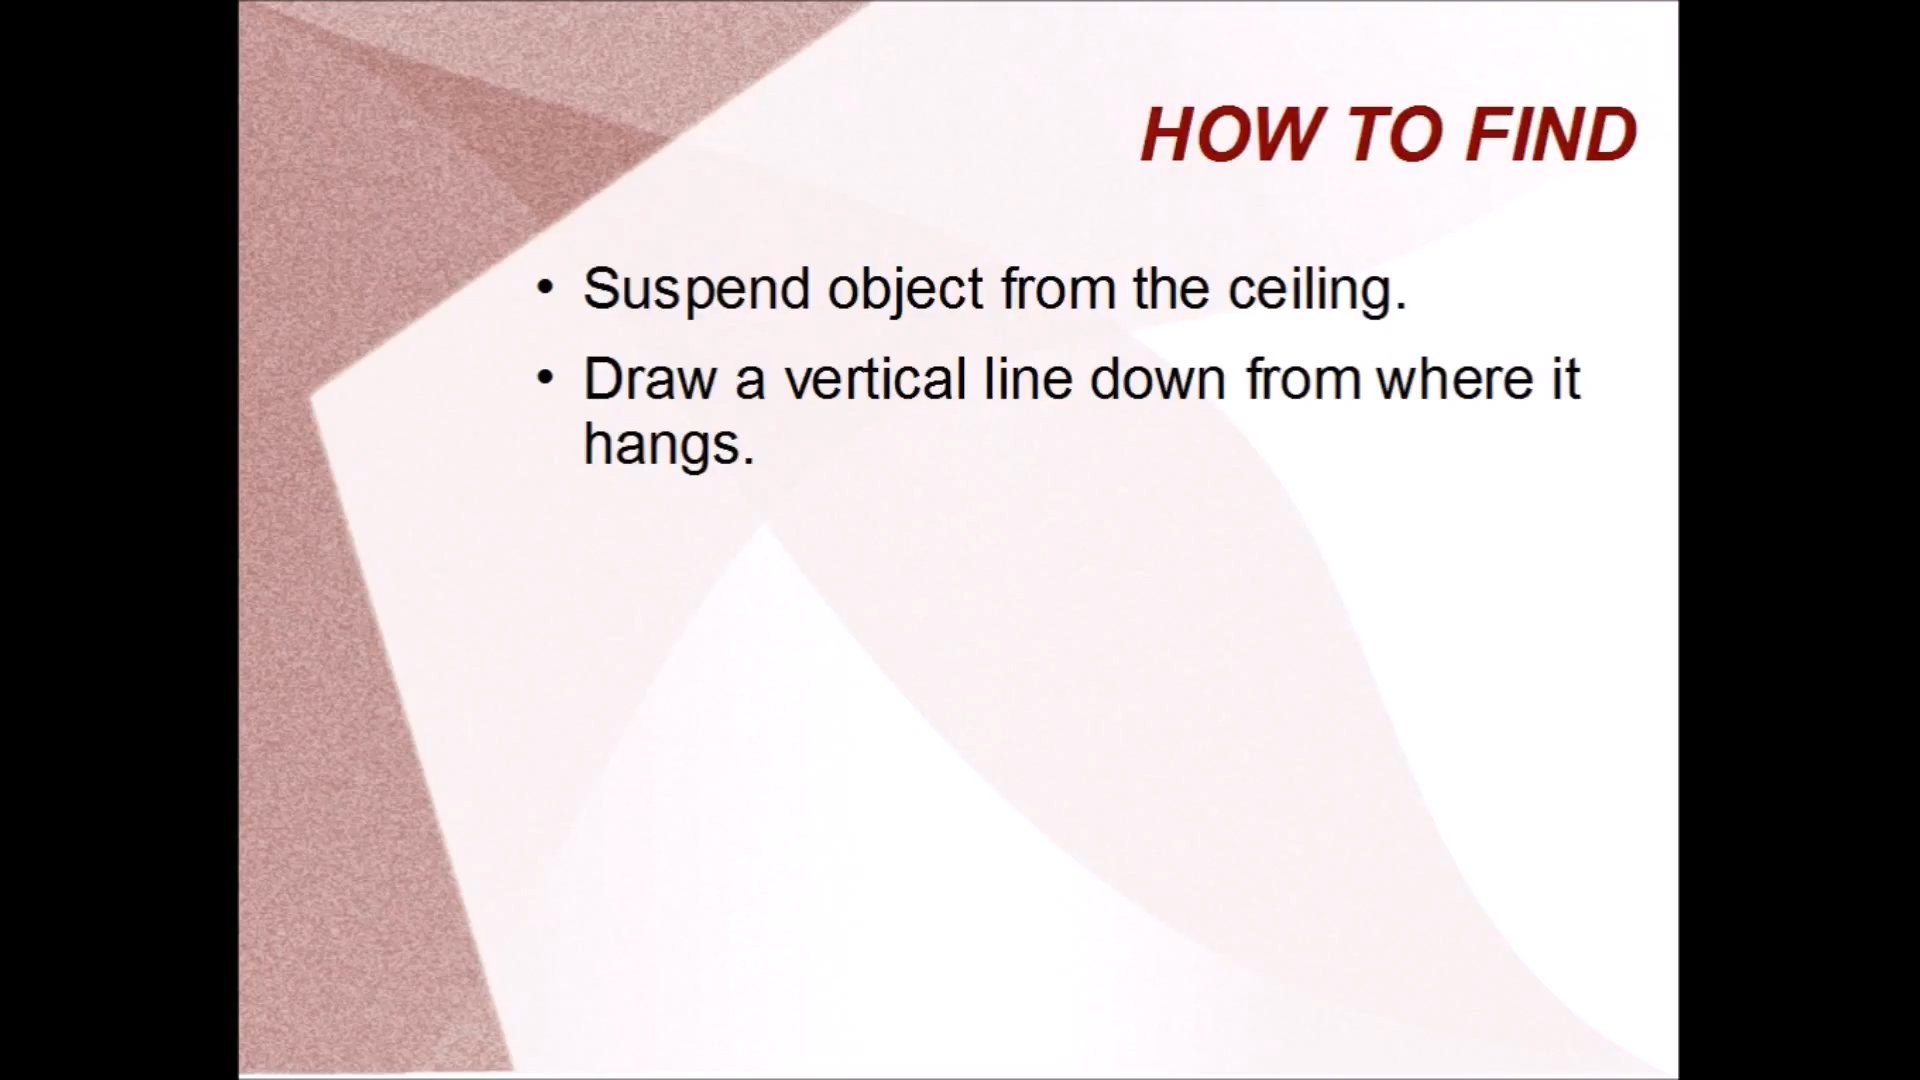 HOW TO FIND
• Suspend object from the ceiling.
• Draw a vertical line down from where it
hangs.